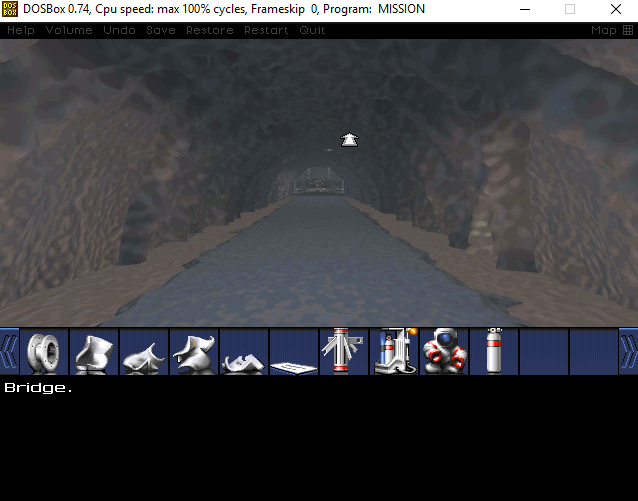 DOSBox 0.74, Cpu speed: max 100% cycles, Frameskip 0, Program: MISSION
Help Volume Undo Save Restore Restart Quit Map
Bridge.